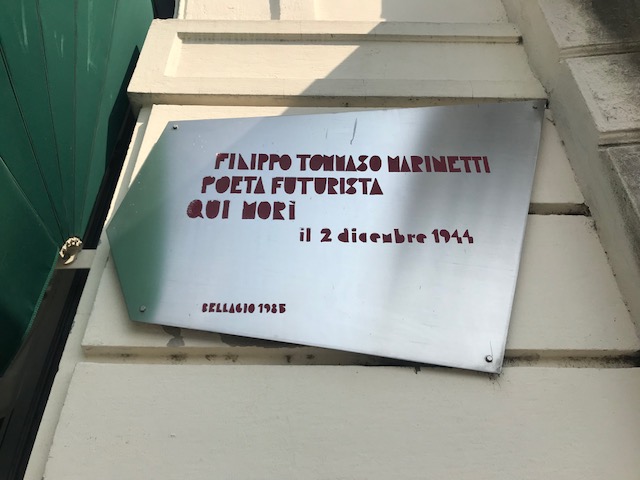 FILIPPO TOMMASO MARINETTI
POETA FUTURISTA
QUI MORÌ
il 2 dicembre 1944
BELLAGIO 1985